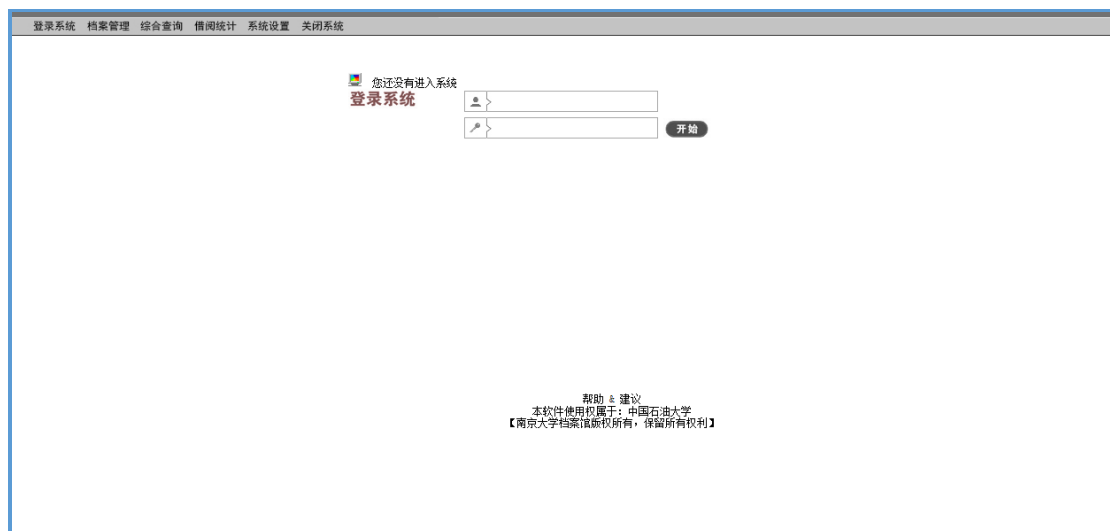 登录系统 档案管理 综合查询 借阅统计 系统设置 关闭系统
您还没有进入系统
登录系统
开始
帮助 & 建议
本软件使用权属于：中国石油大学
【南京大学档案馆版权所有，保留所有权利】